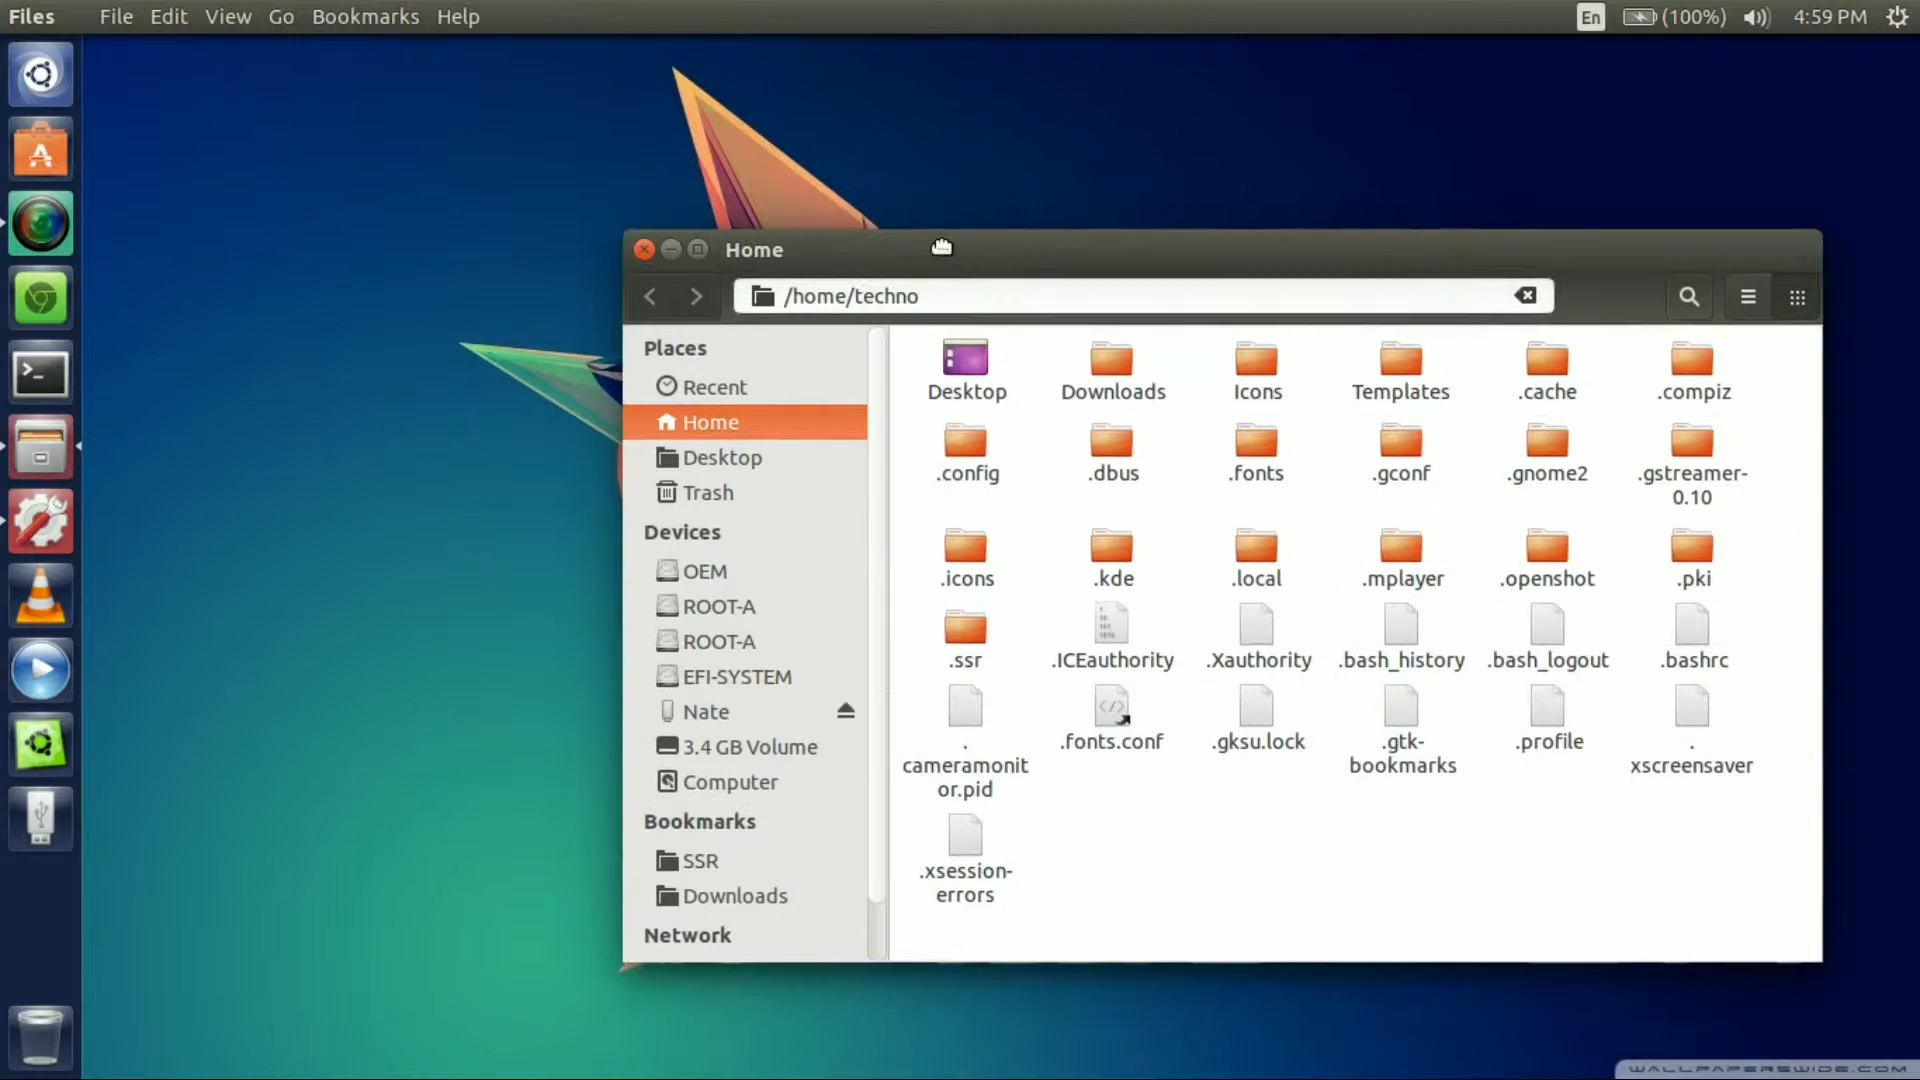 Files File Edit View Go Bookmarks Help En (100%) 4:59 PM
Home
/home/techno
Places
Recent
Home
Desktop
Trash
Devices
OEM
ROOT-A
ROOT-A
EFI-SYSTEM
Nate
3.4 GB Volume
Computer
Bookmarks
SSR
Downloads
Network
Desktop Downloads Icons Templates .cache .compiz
.config .dbus .fonts .gconf .gnome2 .gstreamer-
0.10
.icons .kde .local .mplayer .openshot .pki
.ssr .ICEauthority .Xauthority .bash_history .bash_logout .bashrc
.
cameramonit
or.pid
.fonts.conf
.gksu.lock
.gtk-
bookmarks
.profile
.
xscreensaver
.xsession-
errors
WALLPAPERSWIDE.COM